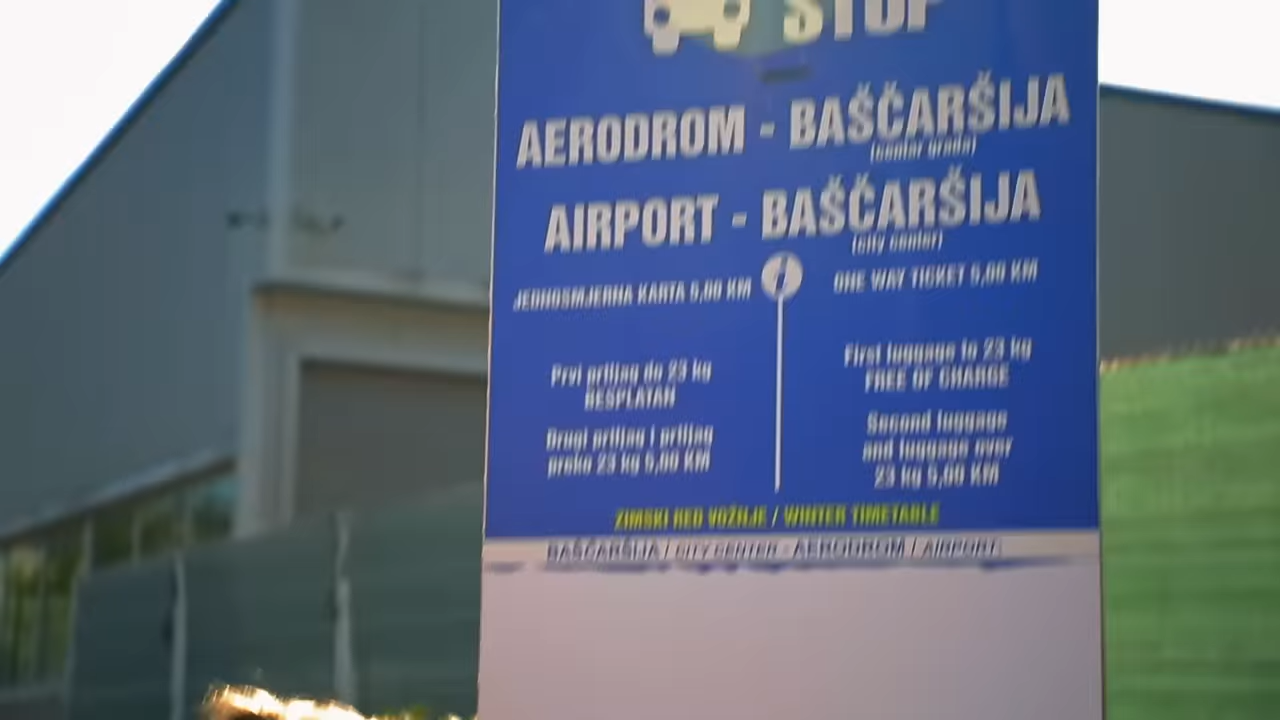 STOP
AERODROM - BAŠČARŠIJA
(centar grada)
AIRPORT - BAŠČARŠIJA
(city center)
JEDNOSMJERNA KARTA 5,00 KM
Prvi prtljag do 23 kg
BESPLATAN
Drugi prtljag i prtljag
preko 23 kg 5,00 KM
ONE WAY TICKET 5,00 KM
First luggage to 23 kg
FREE OF CHARGE
Second luggage
and luggage over
23 kg 5,00 KM
ZIMSKI RED VOŽNJE / WINTER TIMETABLE
BAŠČARŠIJA / CITY CENTER - AERODROM / AIRPORT